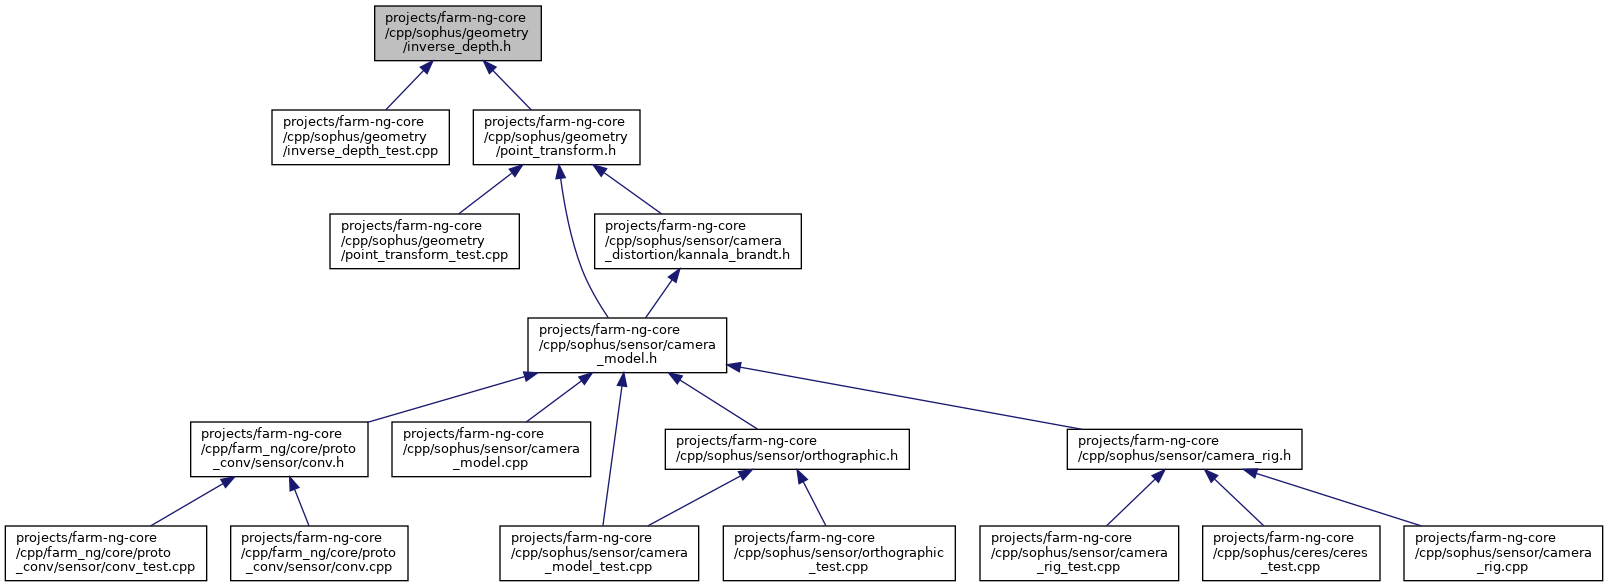 projects/farm-ng-core
/cpp/sophus/geometry
/inverse_depth.h
projects/farm-ng-core
/cpp/sophus/geometry
/inverse_depth_test.cpp
projects/farm-ng-core
/cpp/sophus/geometry
/point_transform.h
projects/farm-ng-core
/cpp/sophus/geometry
/point_transform_test.cpp
projects/farm-ng-core
/cpp/sophus/sensor/camera
_distortion/kannala_brandt.h
projects/farm-ng-core
/cpp/sophus/sensor/camera
_model.h
projects/farm-ng-core
/cpp/farm_ng/core/proto
_conv/sensor/conv.h
projects/farm-ng-core
/cpp/sophus/sensor/camera
_model.cpp
projects/farm-ng-core
/cpp/sophus/sensor/orthographic.h
projects/farm-ng-core
/cpp/sophus/sensor/camera_rig.h
projects/farm-ng-core
/cpp/farm_ng/core/proto
_conv/sensor/conv_test.cpp
projects/farm-ng-core
/cpp/farm_ng/core/proto
_conv/sensor/conv.cpp
projects/farm-ng-core
/cpp/sophus/sensor/camera
_model_test.cpp
projects/farm-ng-core
/cpp/sophus/sensor/orthographic
_test.cpp
projects/farm-ng-core
/cpp/sophus/sensor/camera
_rig_test.cpp
projects/farm-ng-core
/cpp/sophus/ceres/ceres
_test.cpp
projects/farm-ng-core
/cpp/sophus/sensor/camera
_rig.cpp